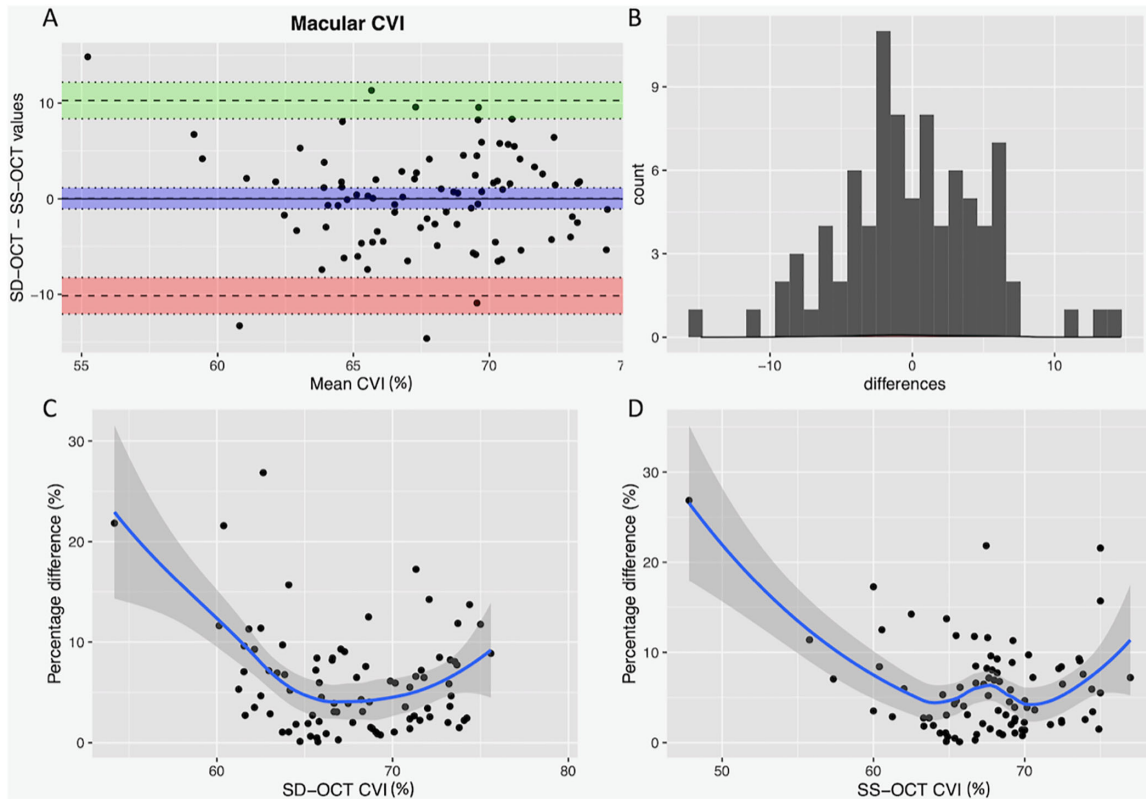 A
Macular CVI
SD−OCT − SS−OCT values
10
0
−10
55
60
65
70
7
Mean CVI (%)
B
count
9
6
3
0
−10
0
10
differences
C
Percentage difference (%)
30
20
10
0
60
70
80
SD−OCT CVI (%)
D
Percentage difference (%)
30
20
10
0
50
60
70
SS−OCT CVI (%)